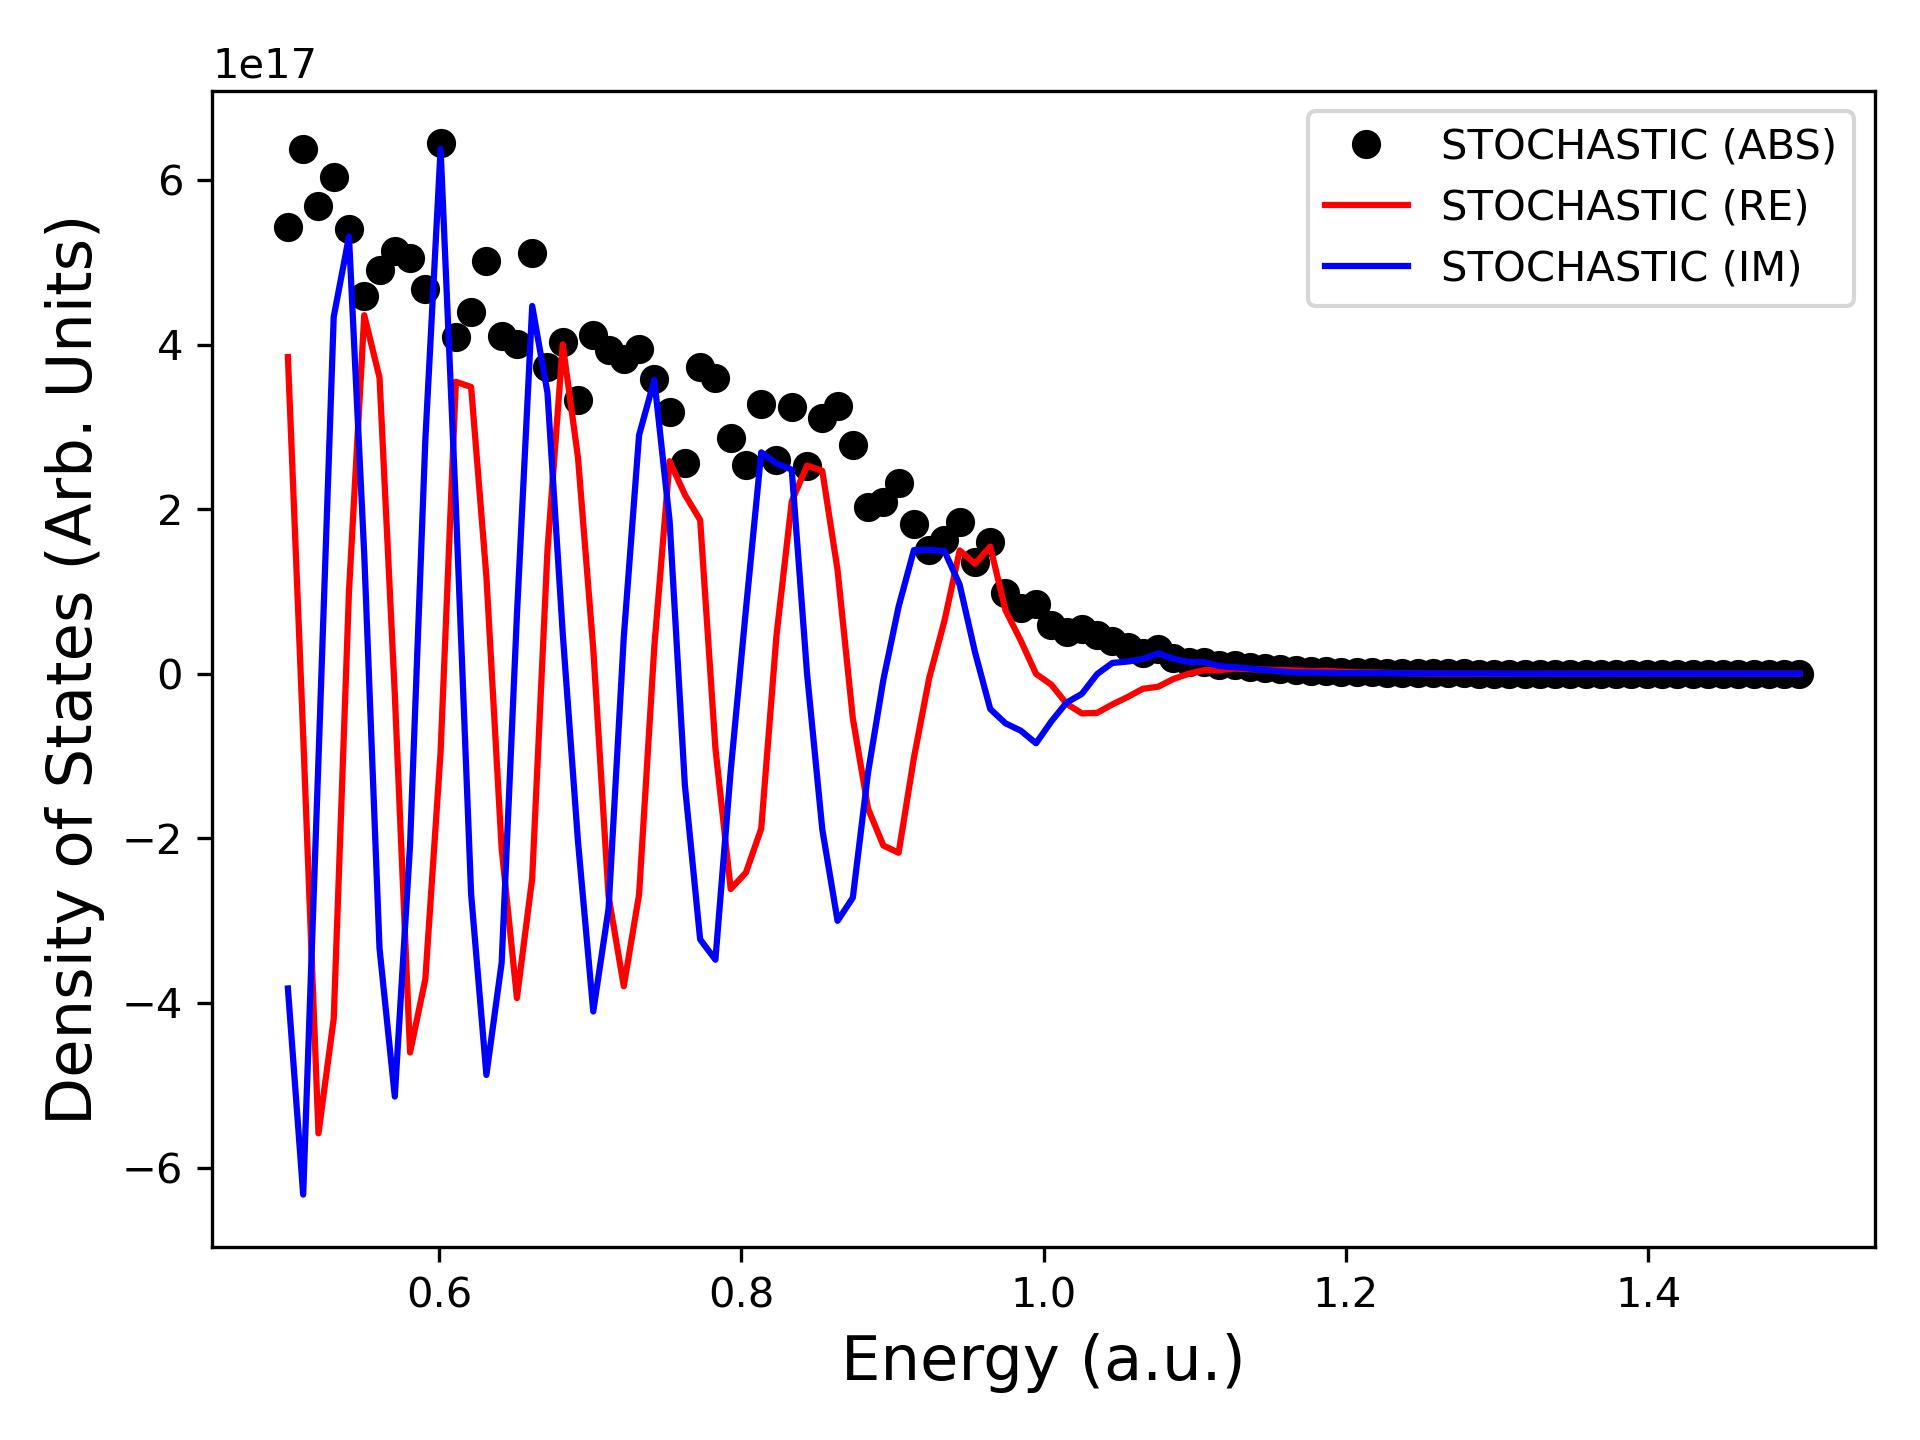 1e17
STOCHASTIC (ABS)
STOCHASTIC (RE)
STOCHASTIC (IM)
Density of States (Arb. Units)
6
4
2
0
−2
−4
−6
0.6 0.8 1.0 1.2 1.4
Energy (a.u.)